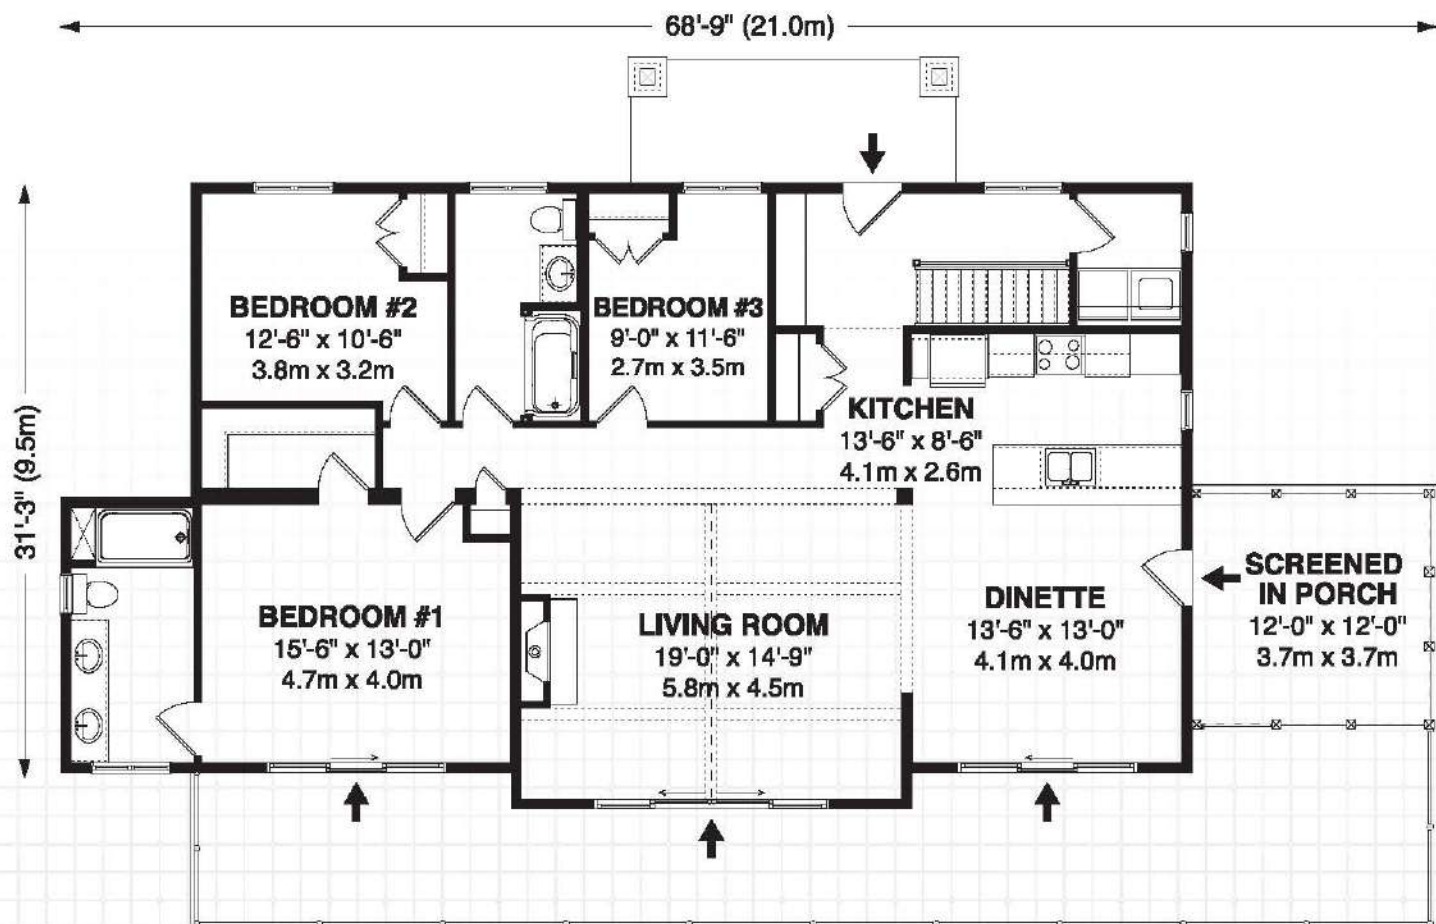 68'-9" (21.0m)
31'-3" (9.5m)
BEDROOM #2
12'-6" x 10'-6"
3.8m x 3.2m
BEDROOM #3
9'-0" x 11'-6"
2.7m x 3.5m
KITCHEN
13'-6" x 8'-6"
4.1m x 2.6m
BEDROOM #1
15'-6" x 13'-0"
4.7m x 4.0m
LIVING ROOM
19'-0" x 14'-9"
5.8m x 4.5m
DINETTE
13'-6" x 13'-0"
4.1m x 4.0m
SCREENED
IN PORCH
12'-0" x 12'-0"
3.7m x 3.7m